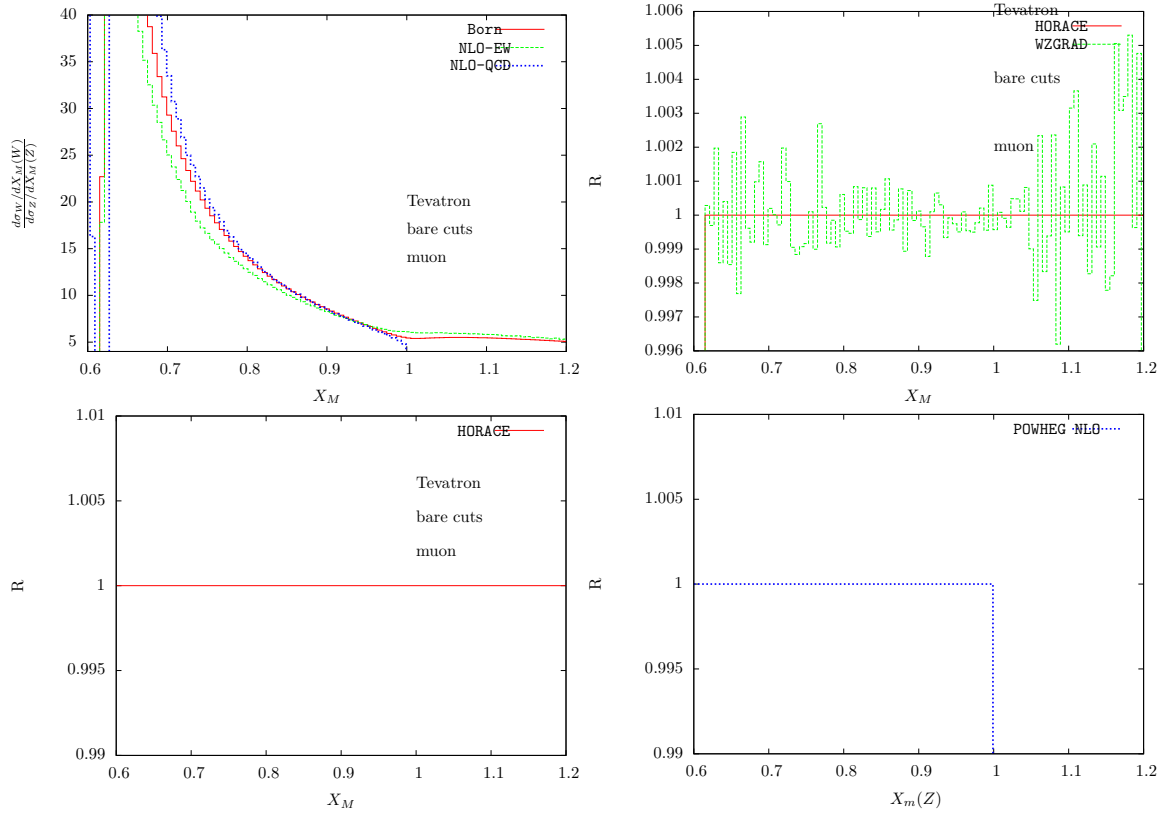 40
35
30
25
20
15
10
5
0.6 0.7 0.8 0.9 1 1.1 1.2
X_M
dσ_W/dX_M(W)
dσ_Z/dX_M(Z)
Born
NLO-EW
NLO-QCD
Tevatron
bare cuts
muon
1.006
1.005
1.004
1.003
1.002
1.001
1
0.999
0.998
0.997
0.996
0.6 0.7 0.8 0.9 1 1.1 1.2
X_M
R
Tevatron
HORACE
WZGRAD
bare cuts
muon
1.01
1.005
1
0.995
0.99
0.6 0.7 0.8 0.9 1 1.1 1.2
X_M
R
HORACE
Tevatron
bare cuts
muon
1.01
1.005
1
0.995
0.99
0.6 0.7 0.8 0.9 1 1.1 1.2
X_m(Z)
R
POWHEG NLO